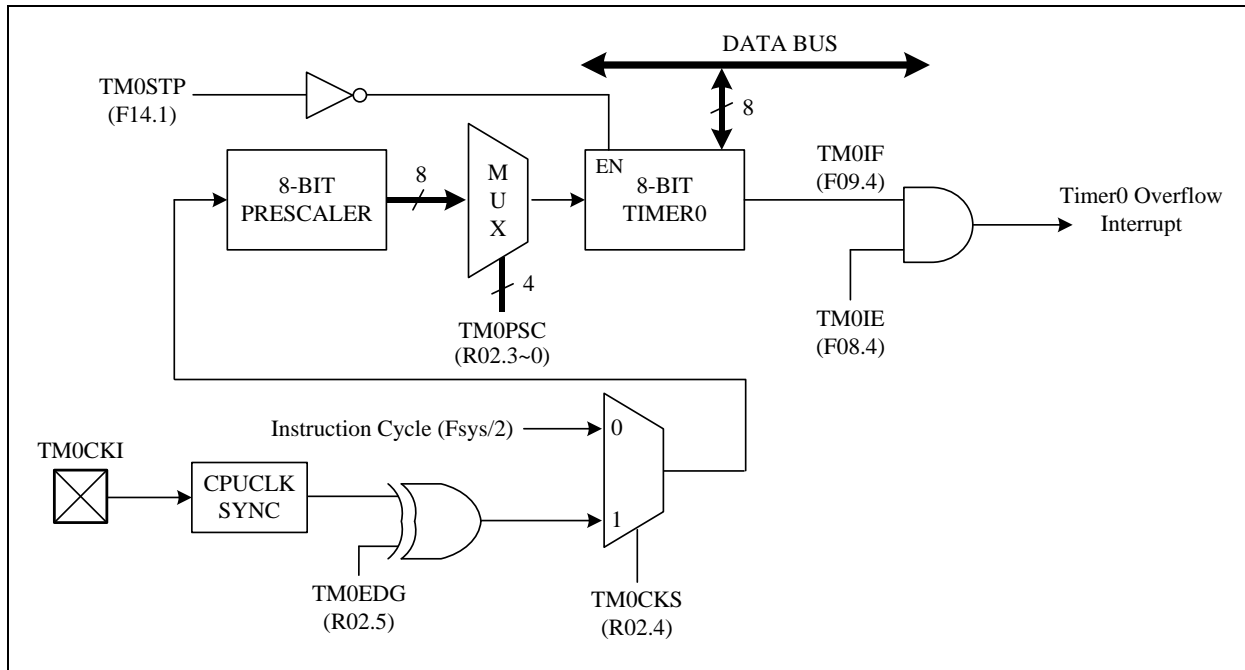 DATA BUS
TM0STP
(F14.1)
8
EN
8-BIT
PRESCALER
8
M
U
X
8-BIT
TIMER0
TM0IF
(F09.4)
Timer0 Overflow
Interrupt
4
TM0PSC
(R02.3~0)
TM0IE
(F08.4)
Instruction Cycle (Fsys/2)
0
TM0CKI
CPUCLK
SYNC
1
TM0EDG
(R02.5)
TM0CKS
(R02.4)